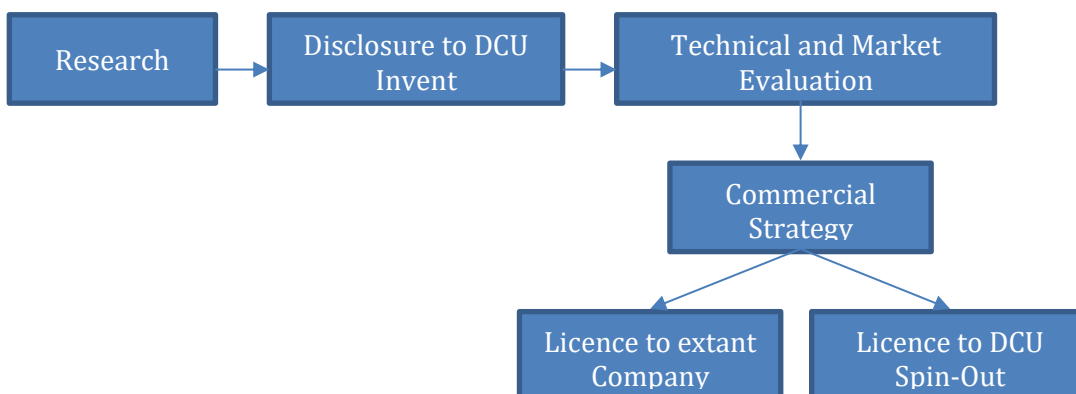 Research
Disclosure to DCU
Invent
Technical and Market
Evaluation
Commercial
Strategy
Licence to extant
Company
Licence to DCU
Spin-Out